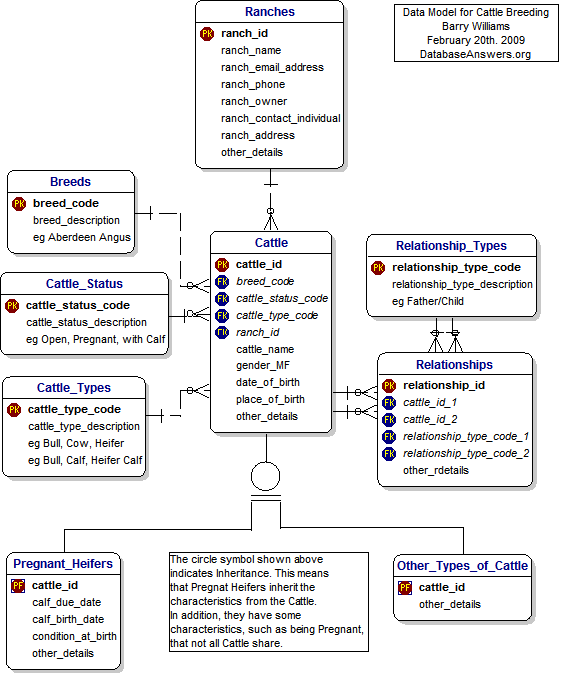 Ranches
PK ranch_id
ranch_name
ranch_email_address
ranch_phone
ranch_owner
ranch_contact_individual
ranch_address
other_details
Data Model for Cattle Breeding
Barry Williams
February 20th. 2009
DatabaseAnswers.org
Breeds
PK breed_code
breed_description
eg Aberdeen Angus
Cattle_Status
PK cattle_status_code
cattle_status_description
eg Open, Pregnant, with Calf
Cattle_Types
PK cattle_type_code
cattle_type_description
eg Bull, Cow, Heifer
eg Bull, Calf, Heifer Calf
Cattle
PK cattle_id
FK breed_code
FK cattle_status_code
FK cattle_type_code
FK ranch_id
cattle_name
gender_MF
date_of_birth
place_of_birth
other_details
Relationship_Types
PK relationship_type_code
relationship_type_description
eg Father/Child
Relationships
PK relationship_id
FK cattle_id_1
FK cattle_id_2
FK relationship_type_code_1
FK relationship_type_code_2
other_rdetails
Pregnant_Heifers
PF cattle_id
calf_due_date
calf_birth_date
condition_at_birth
other_details
The circle symbol shown above
indicates Inheritance. This means
that Pregnat Heifers inherit the
characteristics from the Cattle.
In addition, they have some
characteristics, such as being Pregnant,
that not all Cattle share.
Other_Types_of_Cattle
PF cattle_id
other_details